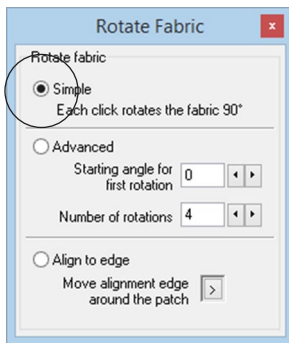 Rotate Fabric
x
Rotate fabric
Simple
Each click rotates the fabric 90°
Advanced
Starting angle for
first rotation 0
Number of rotations 4
Align to edge
Move alignment edge
around the patch >